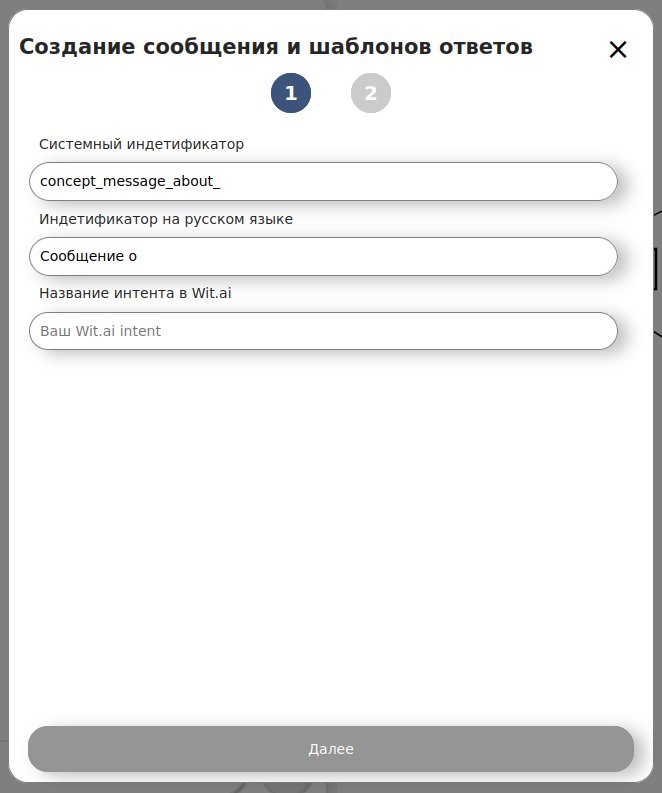 Создание сообщения и шаблонов ответов
1 2
Системный индетификатор
concept_message_about_
Индетификатор на русском языке
Сообщение о
Название интента в Wit.ai
Ваш Wit.ai intent
Далее